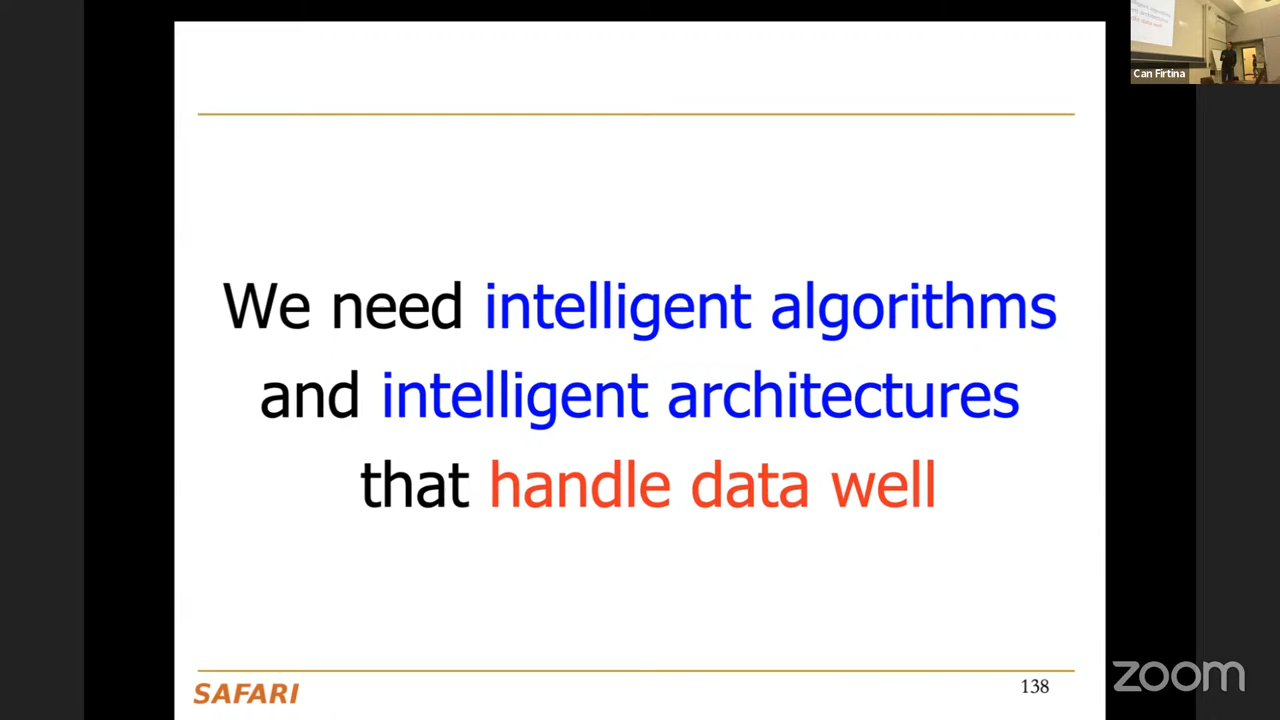 Can Firtina
We need intelligent algorithms
and intelligent architectures
that handle data well
SAFARI
138
zoom